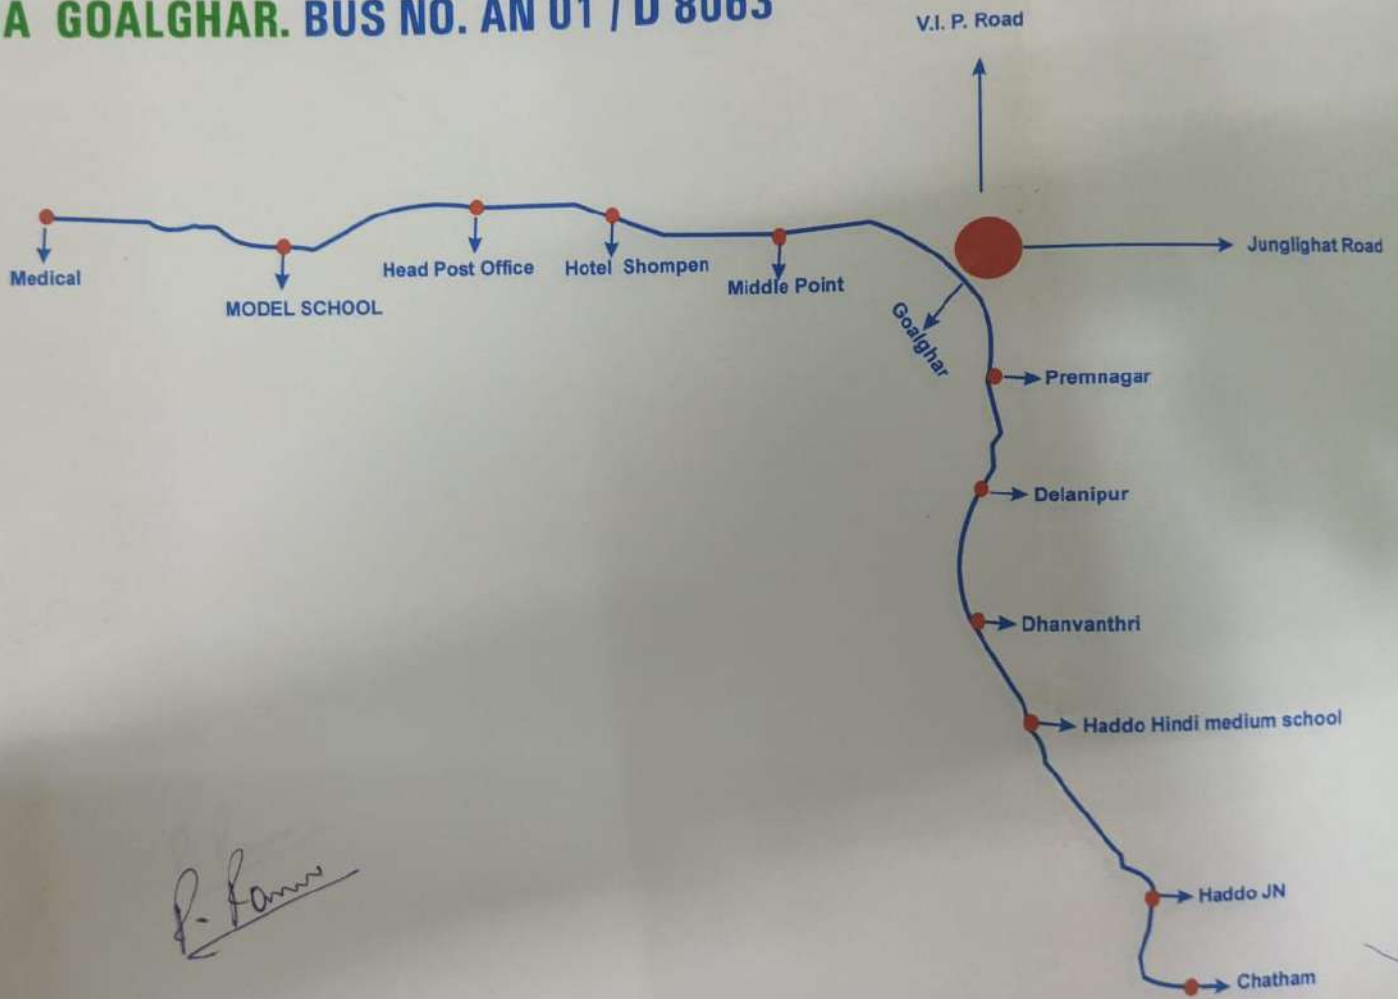 A GOALGHAR. BUS NO. AN 01 / D 8063
V.I. P. Road
Junglighat Road
Medical
MODEL SCHOOL
Head Post Office
Hotel Shompen
Middle Point
Goalghar
Premnagar
Delanipur
Dhanvanthri
Haddo Hindi medium school
Haddo JN
Chatham